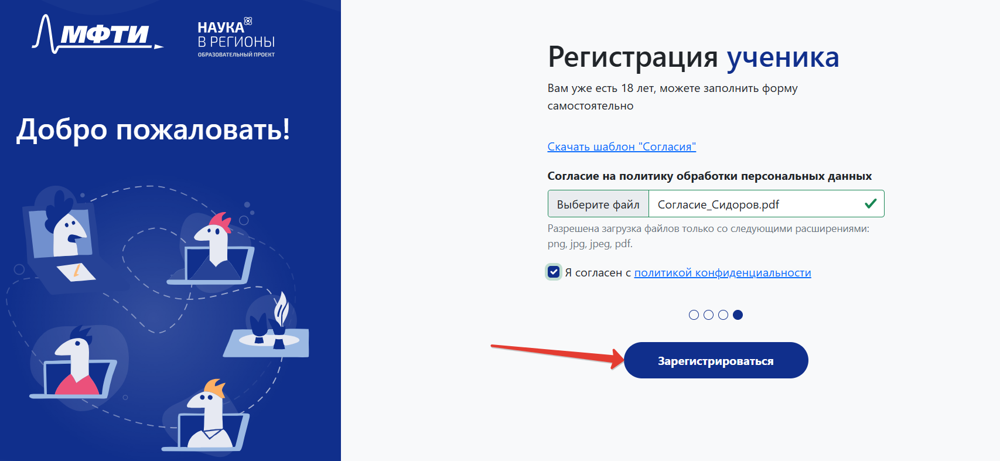 МФТИ
НАУКА
В РЕГИОНЫ
ОБРАЗОВАТЕЛЬНЫЙ ПРОЕКТ
Добро пожаловать!
Регистрация ученика
Вам уже есть 18 лет, можете заполнить форму
самостоятельно
Скачать шаблон "Согласия"
Согласие на политику обработки персональных данных
Выберите файл Согласие_Сидоров.pdf
Разрешена загрузка файлов только со следующими расширениями:
png, jpg, jpeg, pdf.
Я согласен с политикой конфиденциальности
Зарегистрироваться